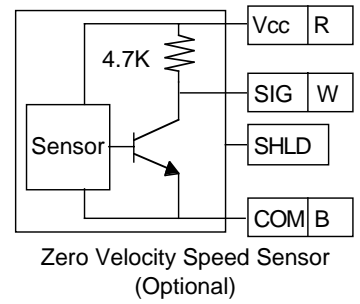 Vcc R
4.7K
SIG W
Sensor
SHLD
COM B
Zero Velocity Speed Sensor
(Optional)